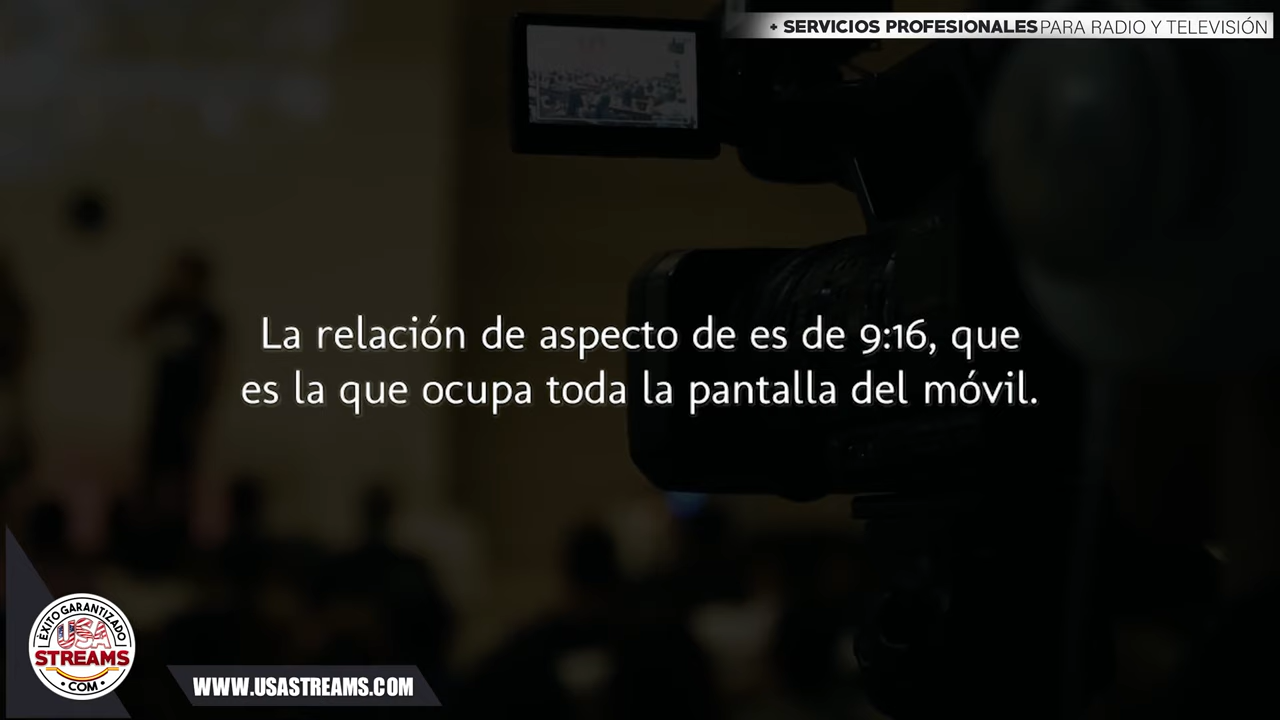 + SERVICIOS PROFESIONALES PARA RADIO Y TELEVISIÓN
La relación de aspecto de es de 9:16, que
es la que ocupa toda la pantalla del móvil.
ÉXITO GARANTIZADO
USA
STREAMS
• COM •
WWW.USASTREAMS.COM